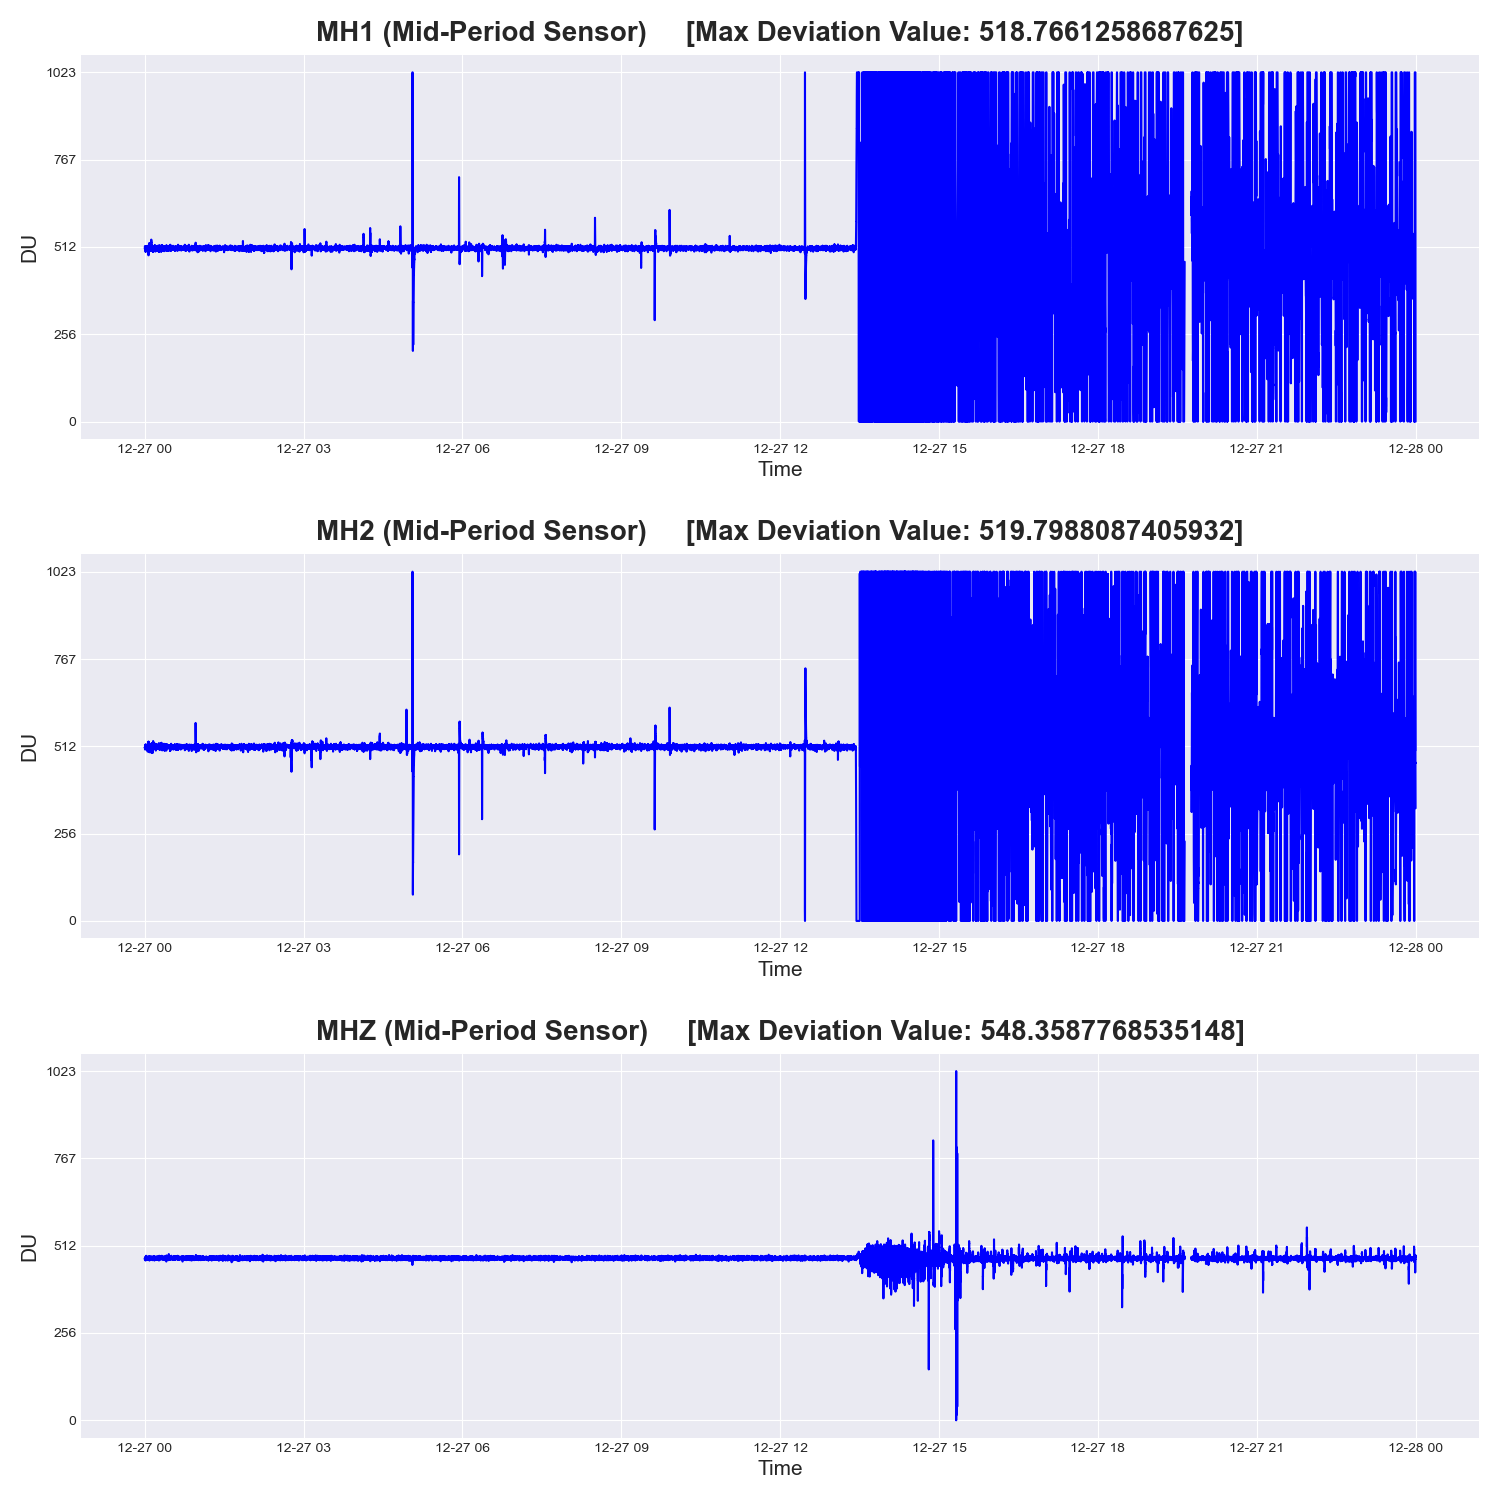 MH1 (Mid-Period Sensor) [Max Deviation Value: 518.7661258687625]
1023
767
512
256
0
DU
12-27 00 12-27 03 12-27 06 12-27 09 12-27 12 12-27 15 12-27 18 12-27 21 12-28 00
Time
MH2 (Mid-Period Sensor) [Max Deviation Value: 519.7988087405932]
1023
767
512
256
0
DU
12-27 00 12-27 03 12-27 06 12-27 09 12-27 12 12-27 15 12-27 18 12-27 21 12-28 00
Time
MHZ (Mid-Period Sensor) [Max Deviation Value: 548.3587768535148]
1023
767
512
256
0
DU
12-27 00 12-27 03 12-27 06 12-27 09 12-27 12 12-27 15 12-27 18 12-27 21 12-28 00
Time